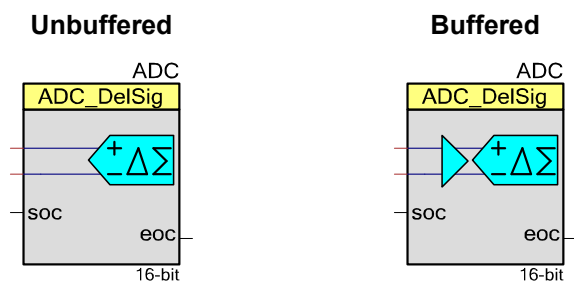 Unbuffered
ADC
ADC_DelSig
+
-ΔΣ
soc
eoc
16-bit
Buffered
ADC
ADC_DelSig
+
-ΔΣ
soc
eoc
16-bit